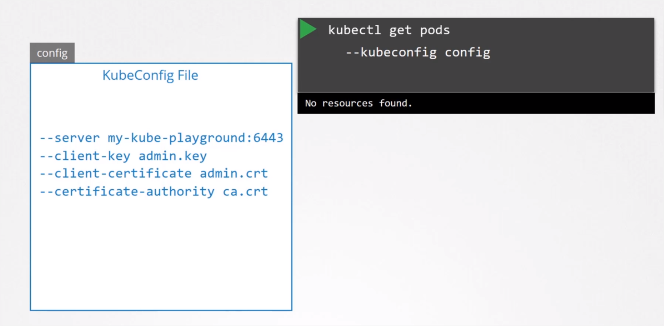 config
KubeConfig File
--server my-kube-playground:6443
--client-key admin.key
--client-certificate admin.crt
--certificate-authority ca.crt
kubectl get pods
--kubeconfig config
No resources found.